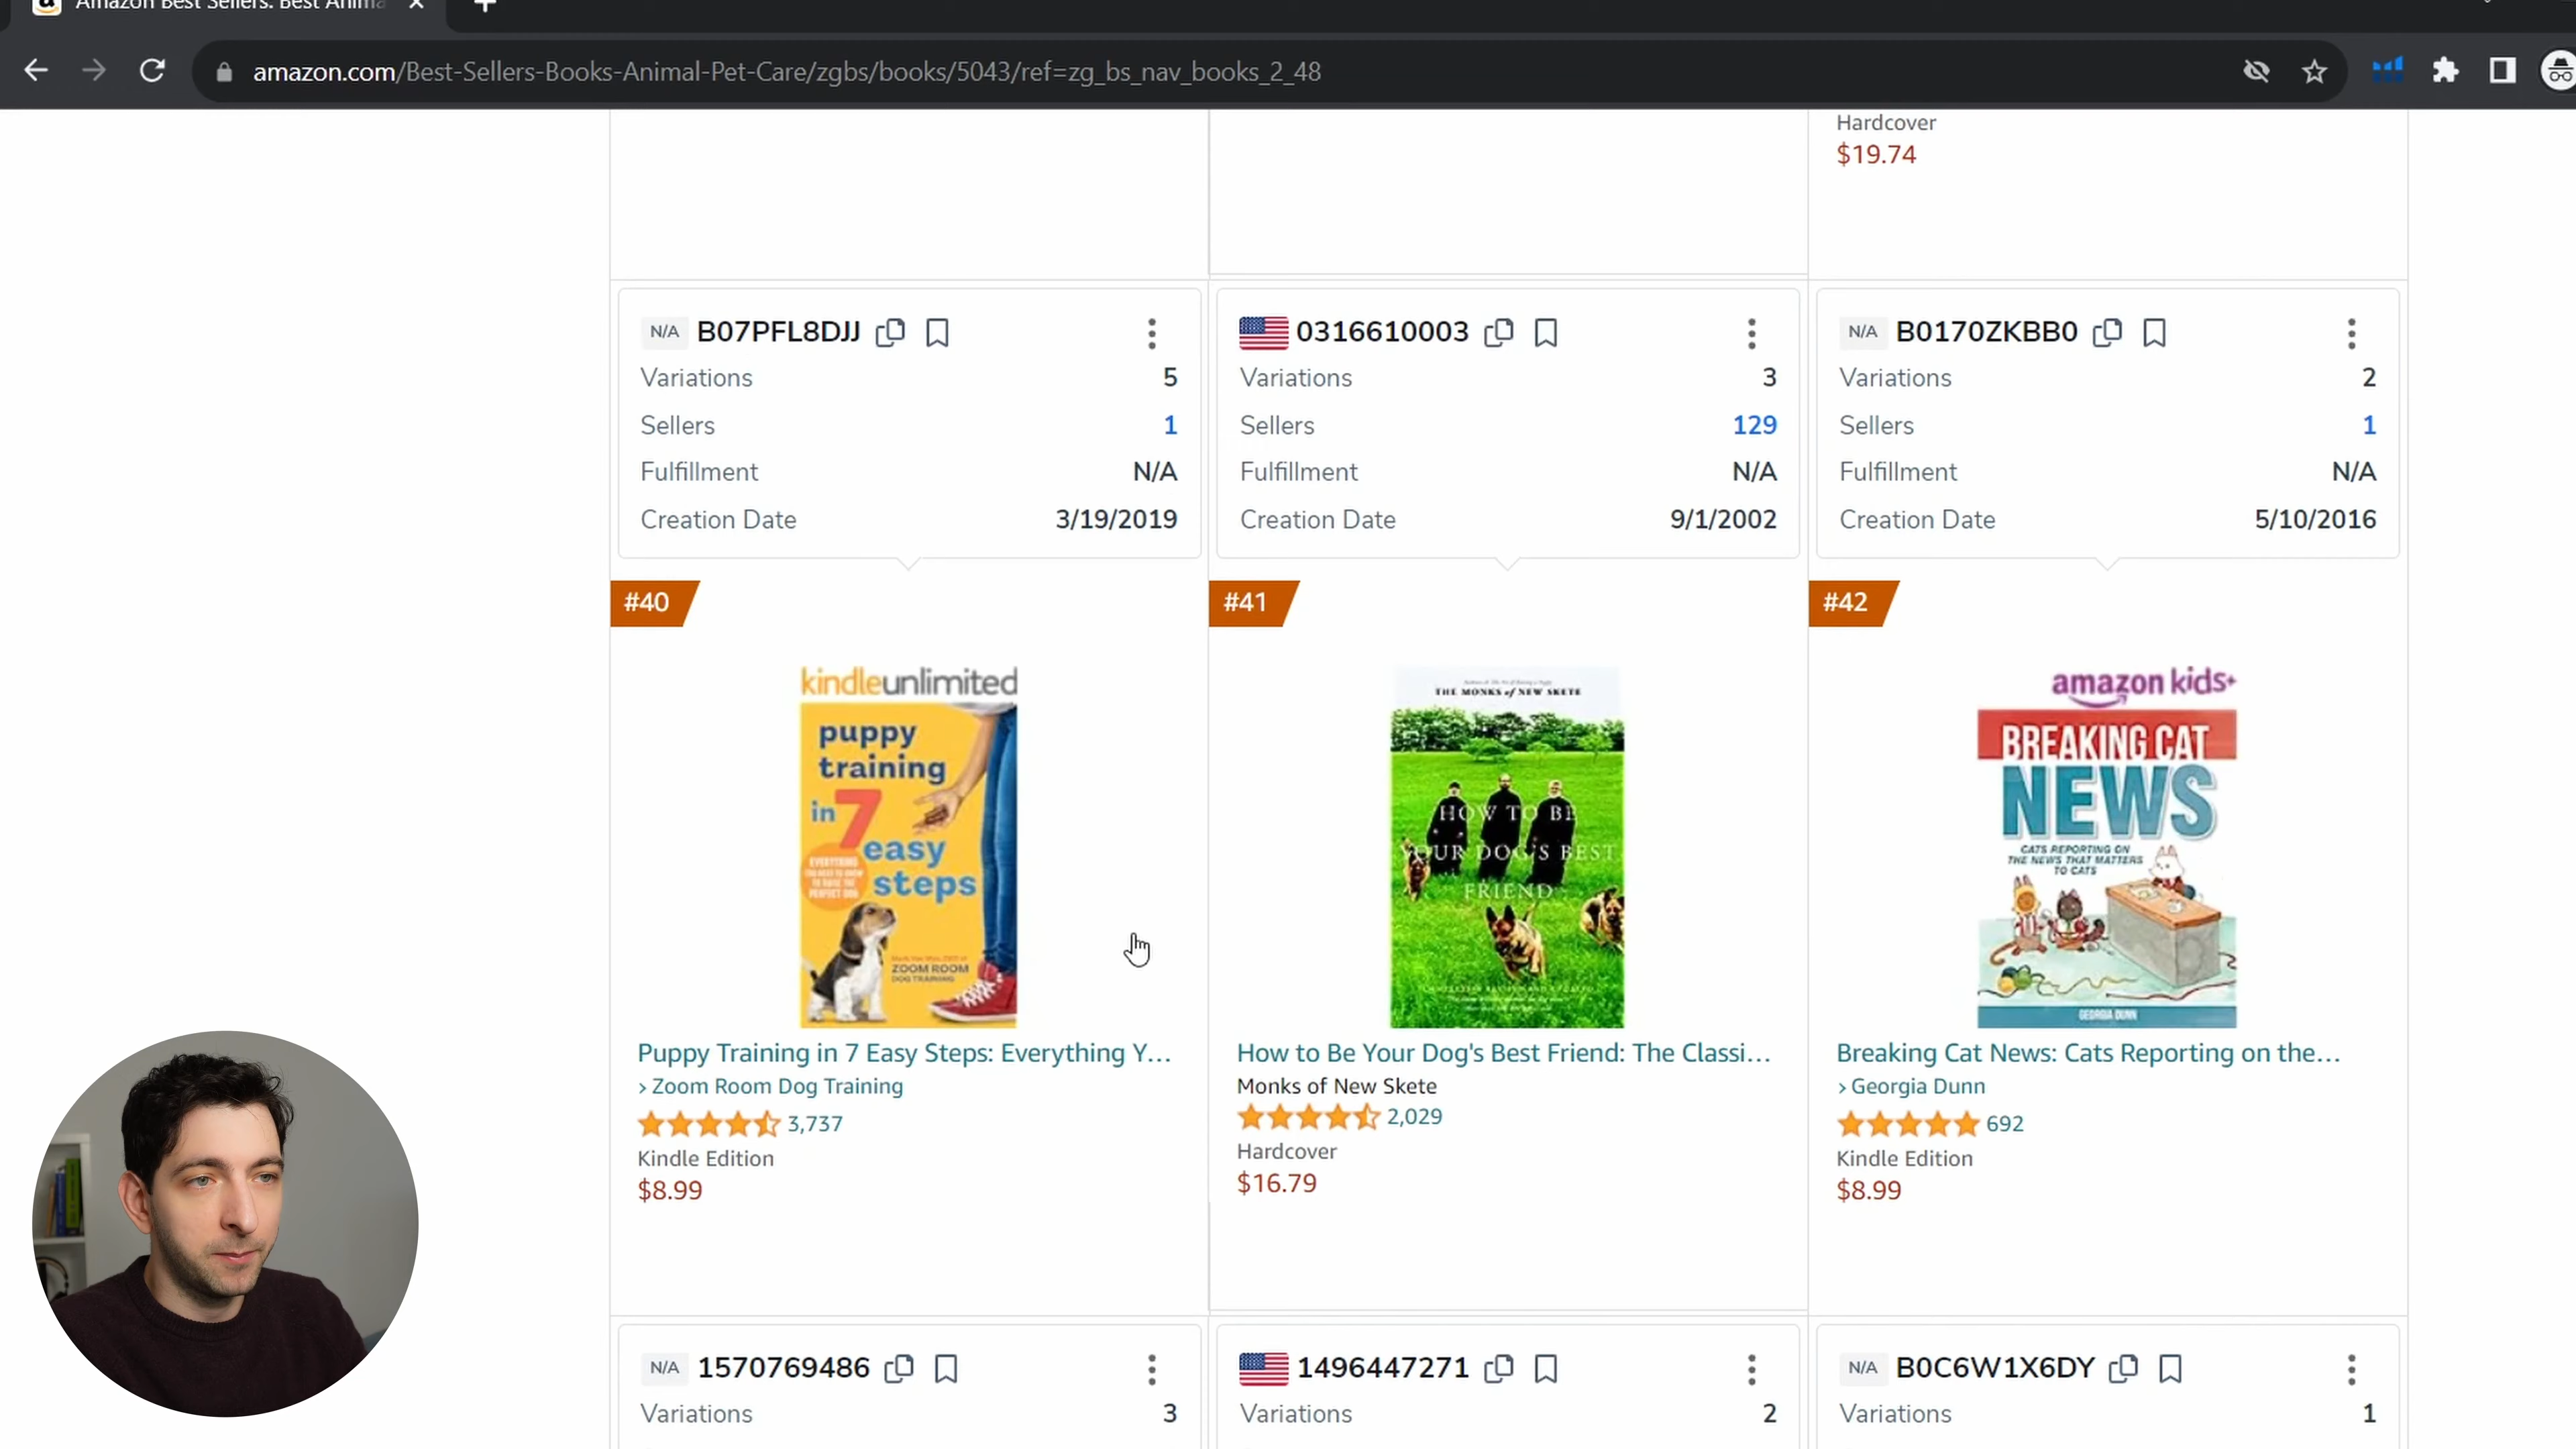 Amazon Best Sellers: Best Anima
amazon.com/Best-Sellers-Books-Animal-Pet-Care/zgbs/books/5043/ref=zg_bs_nav_books_2_48
Hardcover
$19.74
N/A B07PFL8DJJ
Variations 5
Sellers 1
Fulfillment N/A
Creation Date 3/19/2019
0316610003
Variations 3
Sellers 129
Fulfillment N/A
Creation Date 9/1/2002
N/A B0170ZKBB0
Variations 2
Sellers 1
Fulfillment N/A
Creation Date 5/10/2016
#40
kindleunlimited
puppy
training
in 7
easy
steps
ZOOM ROOM
DOG TRAINING
Puppy Training in 7 Easy Steps: Everything Y...
› Zoom Room Dog Training
3,737
Kindle Edition
$8.99
#41
THE MONKS of NEW SKETE
HOW TO BE
YOUR DOG'S BEST
FRIEND
How to Be Your Dog's Best Friend: The Classi...
Monks of New Skete
2,029
Hardcover
$16.79
#42
amazon kids+
BREAKING CAT
NEWS
CATS REPORTING ON
THE NEWS THAT MATTERS
TO CATS
GEORGIA DUNN
Breaking Cat News: Cats Reporting on the...
› Georgia Dunn
692
Kindle Edition
$8.99
N/A 1570769486
Variations 3
1496447271
Variations 2
N/A B0C6W1X6DY
Variations 1